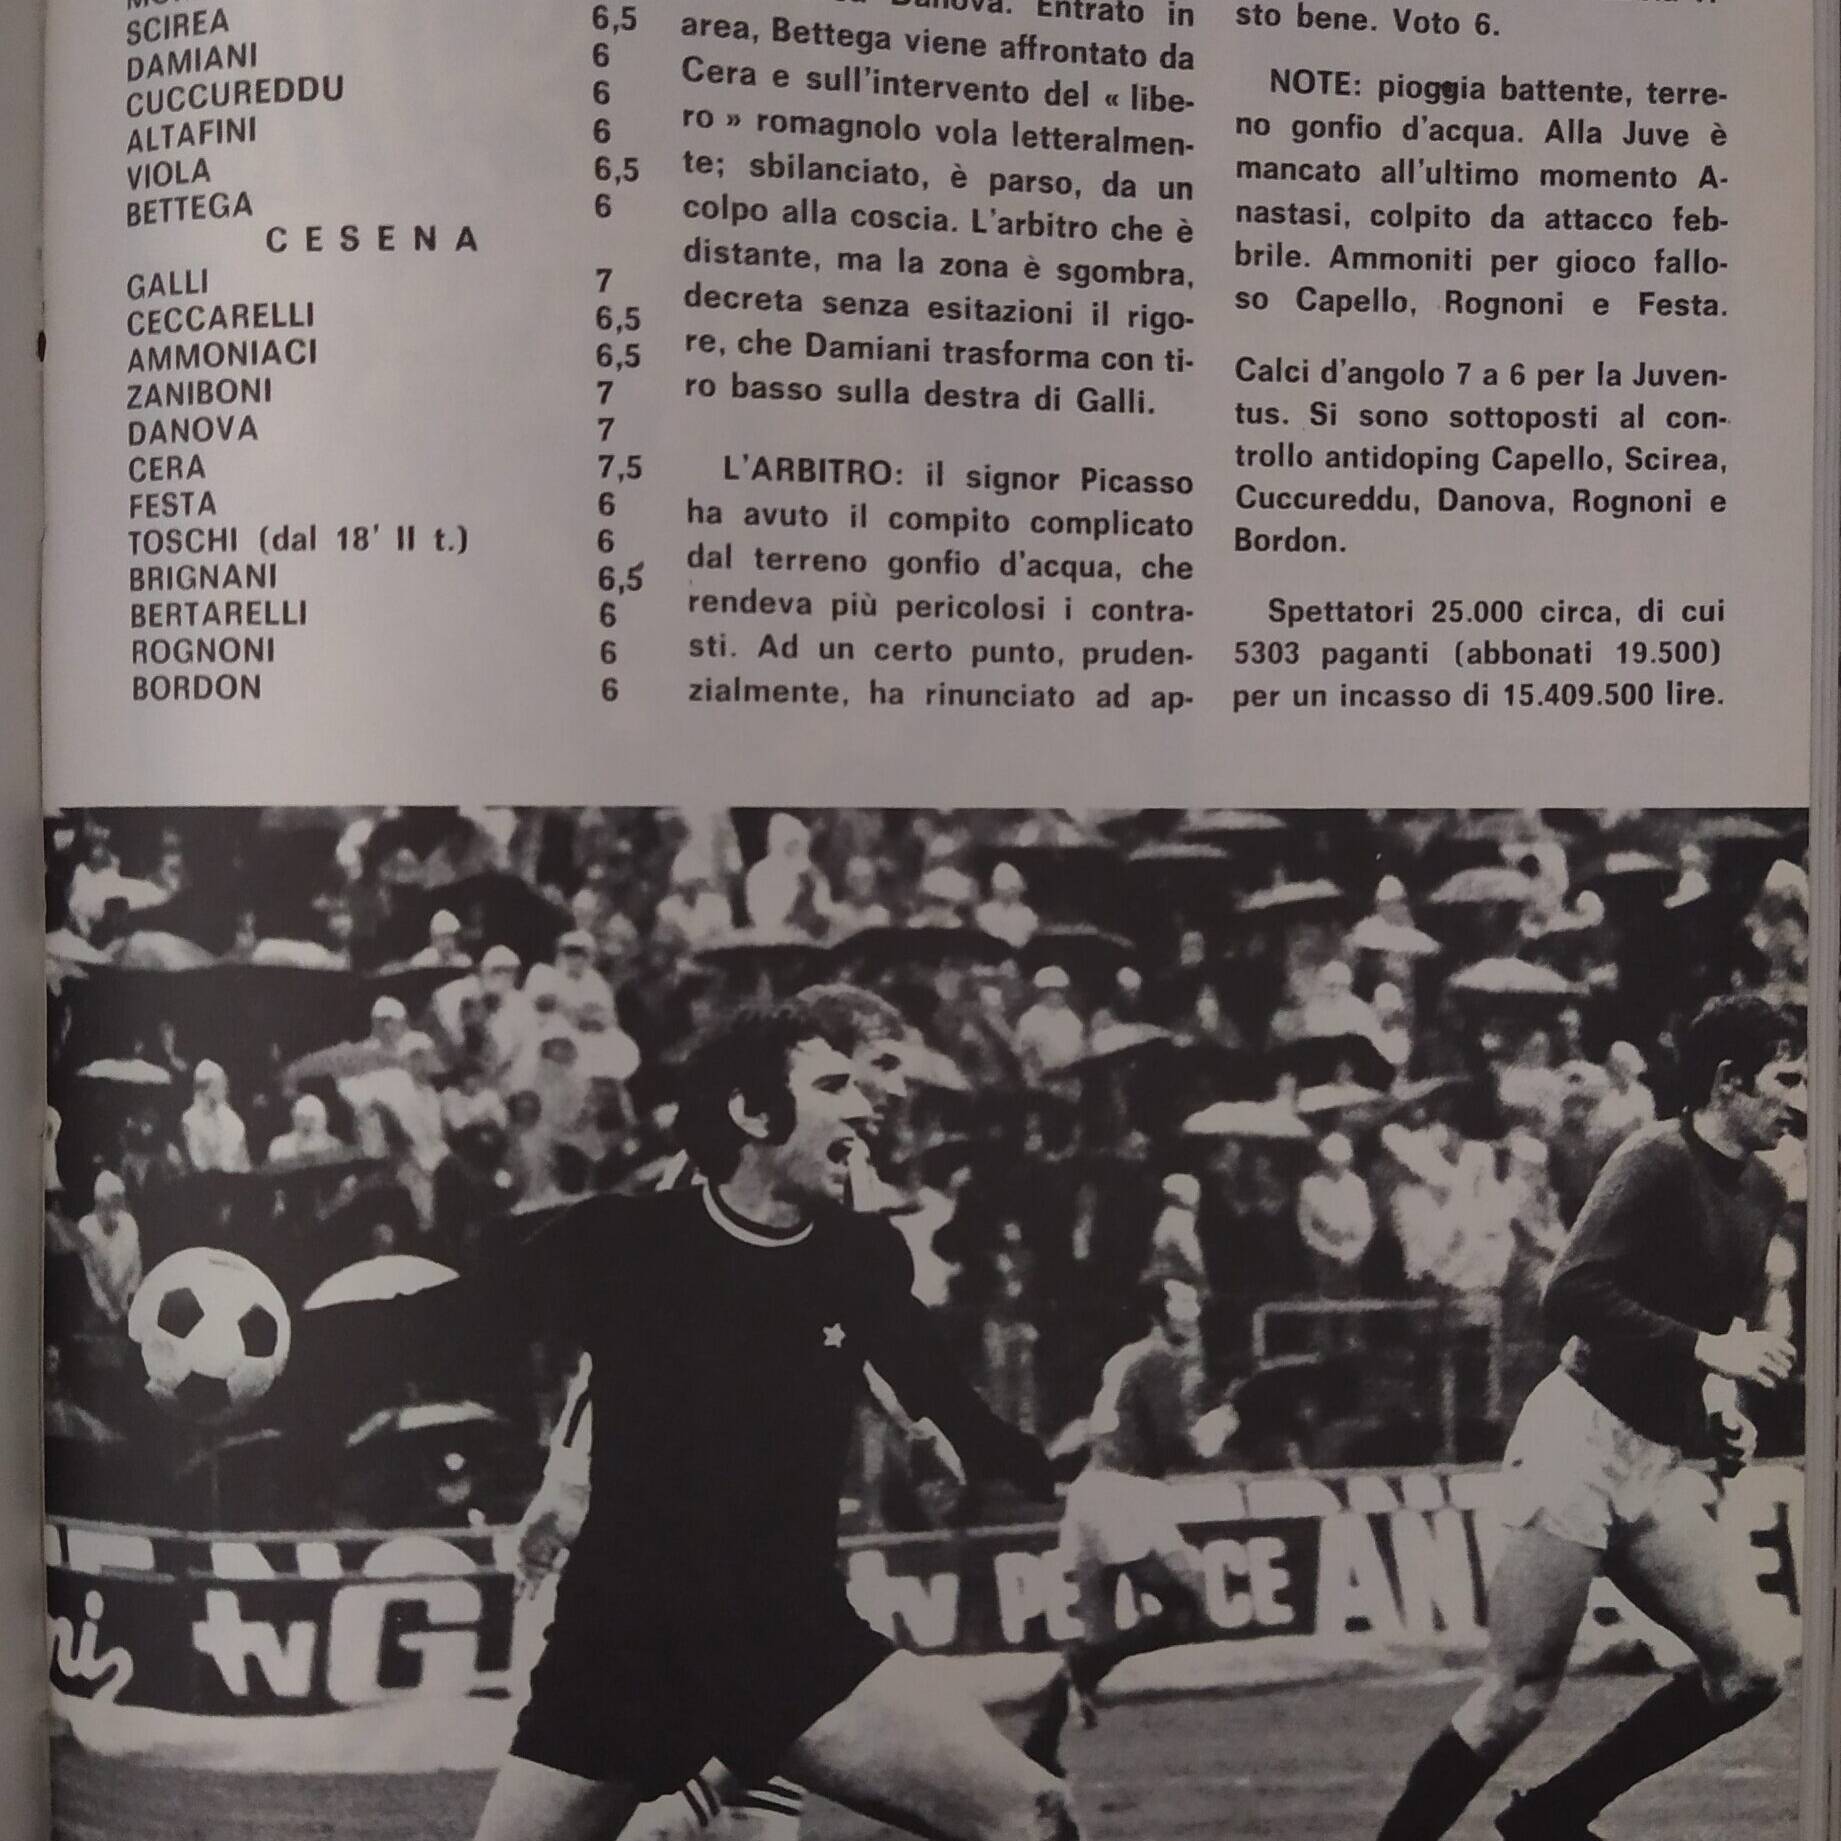 SCIREA 6,5
DAMIANI 6
CUCCUREDDU 6
ALTAFINI 6
VIOLA 6,5
BETTEGA 6
CESENA
GALLI 7
CECCARELLI 6,5
AMMONIACI 6,5
ZANIBONI 7
DANOVA 7
CERA 7,5
FESTA 6
TOSCHI (dal 18' II t.) 6
BRIGNANI 6,5
BERTARELLI 6
ROGNONI 6
BORDON 6
Danova. Entrato in
area, Bettega viene affrontato da
Cera e sull'intervento del « libe-
ro » romagnolo vola letteralmen-
te; sbilanciato, è parso, da un
colpo alla coscia. L'arbitro che è
distante, ma la zona è sgombra,
decreta senza esitazioni il rigo-
re, che Damiani trasforma con ti-
ro basso sulla destra di Galli.
L'ARBITRO: il signor Picasso
ha avuto il compito complicato
dal terreno gonfio d'acqua, che
rendeva più pericolosi i contra-
sti. Ad un certo punto, pruden-
zialmente, ha rinunciato ad ap-
sto bene. Voto 6.
NOTE: pioggia battente, terre-
no gonfio d'acqua. Alla Juve è
mancato all'ultimo momento A-
nastasi, colpito da attacco feb-
brile. Ammoniti per gioco fallo-
so Capello, Rognoni e Festa.
Calci d'angolo 7 a 6 per la Juven-
tus. Si sono sottoposti al con-
trollo antidoping Capello, Scirea,
Cuccureddu, Danova, Rognoni e
Bordon.
Spettatori 25.000 circa, di cui
5303 paganti (abbonati 19.500)
per un incasso di 15.409.500 lire.
tv G
tv